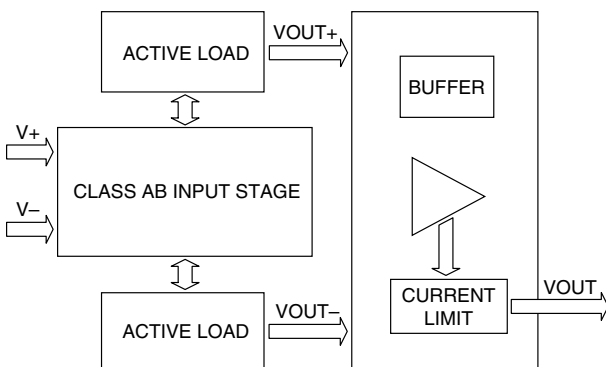 ACTIVE LOAD
VOUT+
BUFFER
V+
CLASS AB INPUT STAGE
V–
CURRENT
LIMIT
VOUT
ACTIVE LOAD
VOUT–